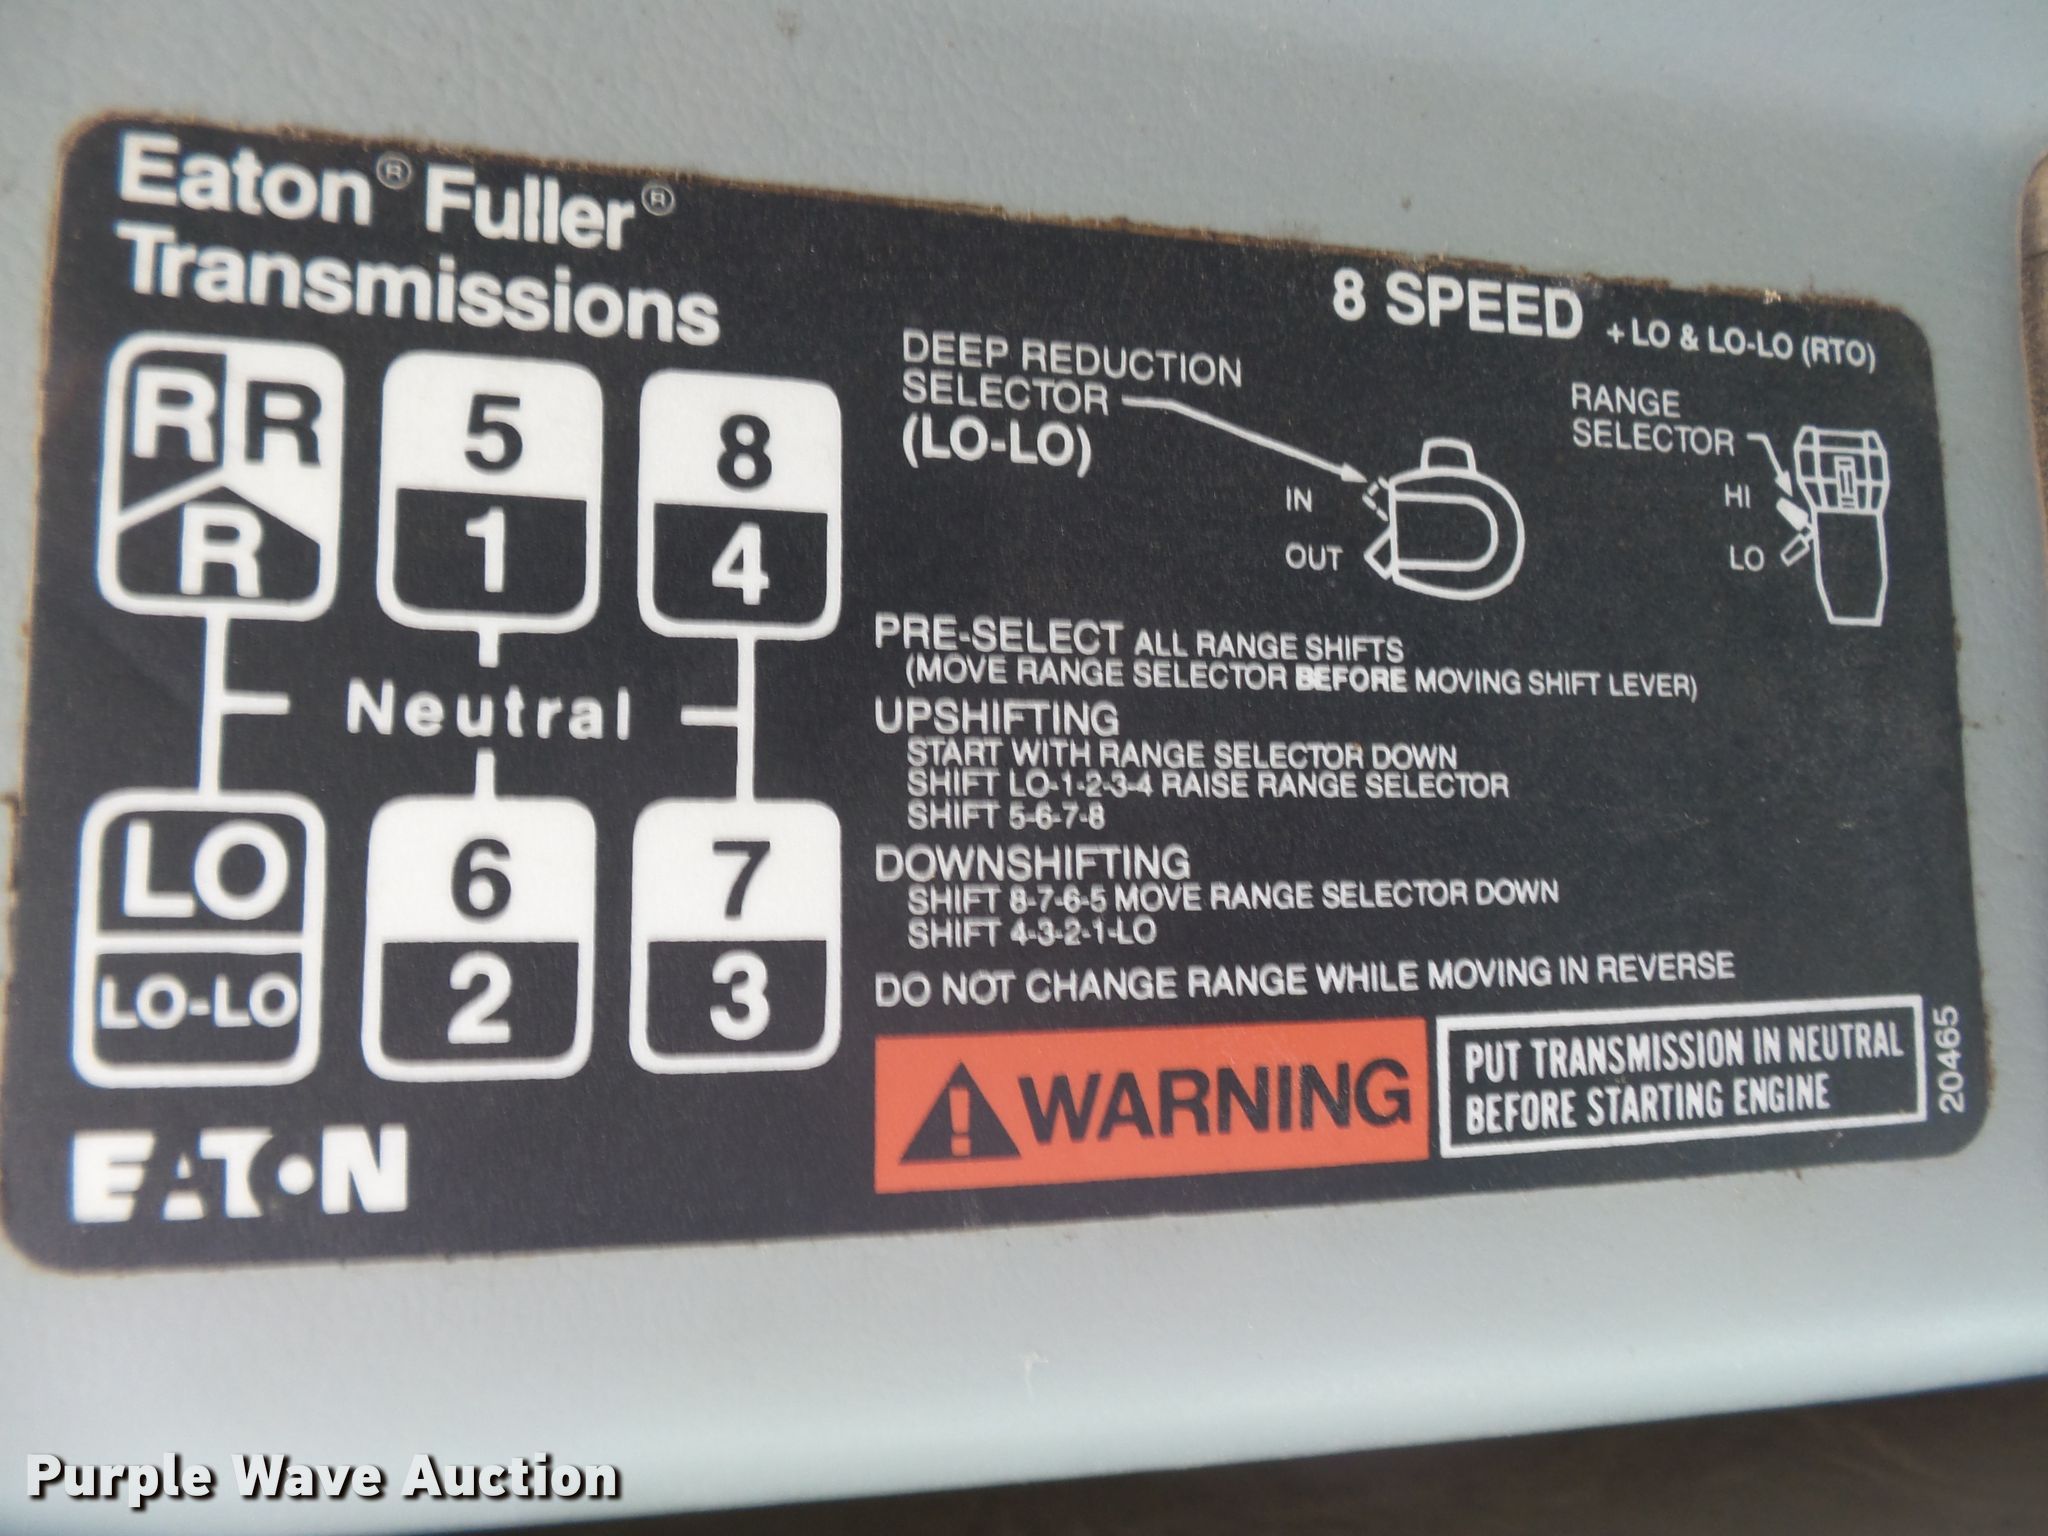 Eaton® Fuller®
Transmissions
8 SPEED + LO & LO-LO (RTO)
R R
R
5
1
8
4
Neutral
LO
LO-LO
6
2
7
3
DEEP REDUCTION
SELECTOR
(LO-LO)
IN
OUT
RANGE
SELECTOR
HI
LO
PRE-SELECT ALL RANGE SHIFTS
(MOVE RANGE SELECTOR BEFORE MOVING SHIFT LEVER)
UPSHIFTING
START WITH RANGE SELECTOR DOWN
SHIFT LO-1-2-3-4 RAISE RANGE SELECTOR
SHIFT 5-6-7-8
DOWNSHIFTING
SHIFT 8-7-6-5 MOVE RANGE SELECTOR DOWN
SHIFT 4-3-2-1-LO
DO NOT CHANGE RANGE WHILE MOVING IN REVERSE
WARNING
PUT TRANSMISSION IN NEUTRAL
BEFORE STARTING ENGINE
20465
EATON
Purple Wave Auction